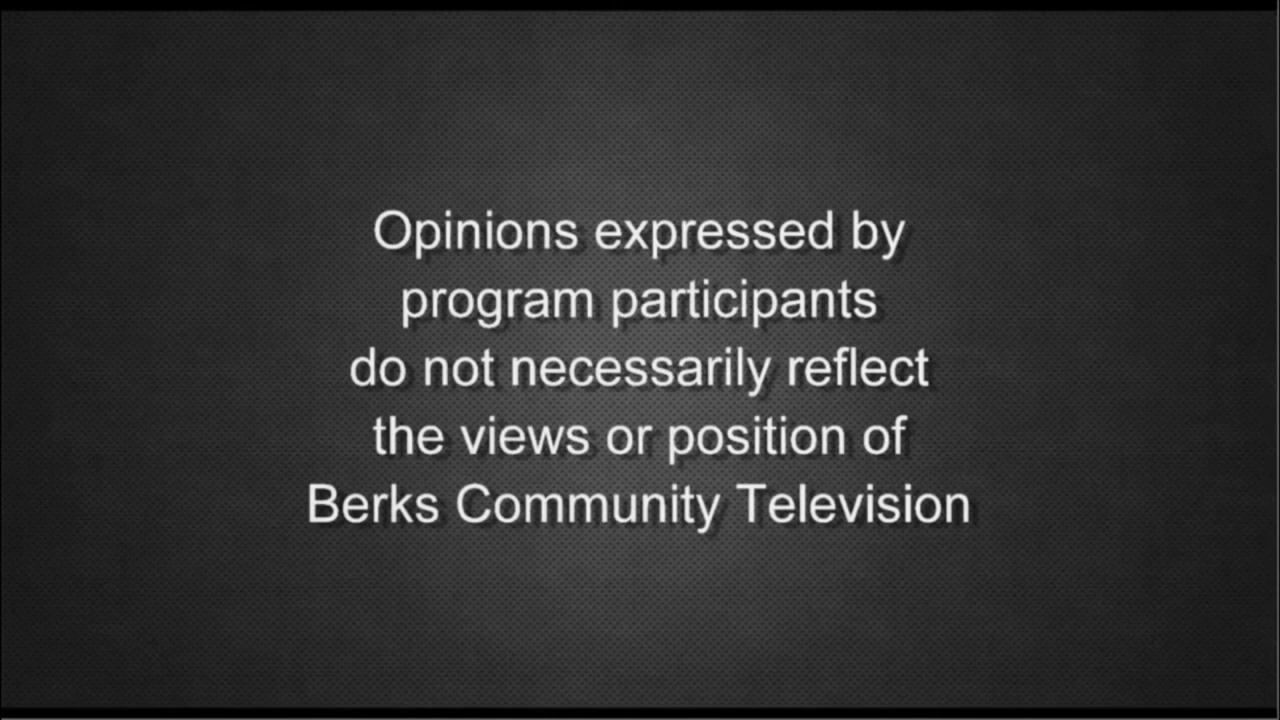 Opinions expressed by
program participants
do not necessarily reflect
the views or position of
Berks Community Television